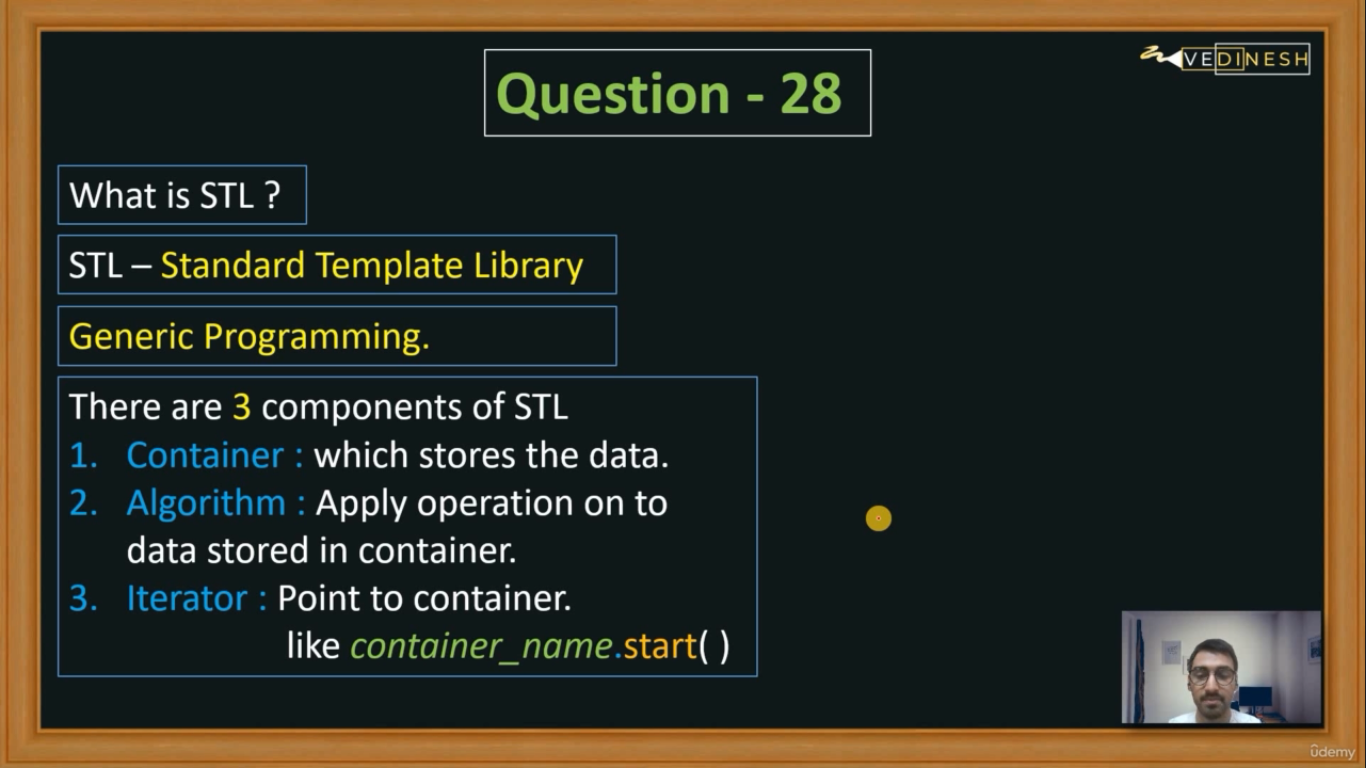 VEDINESH
Question - 28
What is STL ?
STL – Standard Template Library
Generic Programming.
There are 3 components of STL
1. Container : which stores the data.
2. Algorithm : Apply operation on to
data stored in container.
3. Iterator : Point to container.
like container_name.start( )
ûdemy